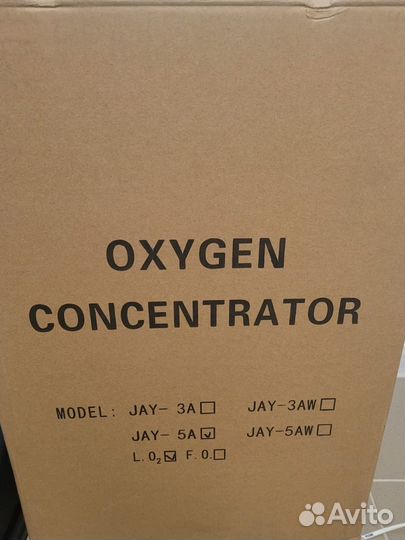 OXYGEN
CONCENTRATOR
MODEL: JAY- 3A☐ JAY-3AW☐
JAY- 5A☑ JAY-5AW☐
L.O₂☑ F.O.☐
Avito